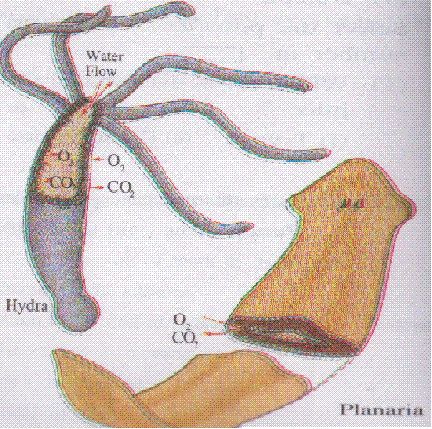 Water
Flow
O₂
O₂
CO₂
CO₂
Hydra
O₂
CO₂
Planaria